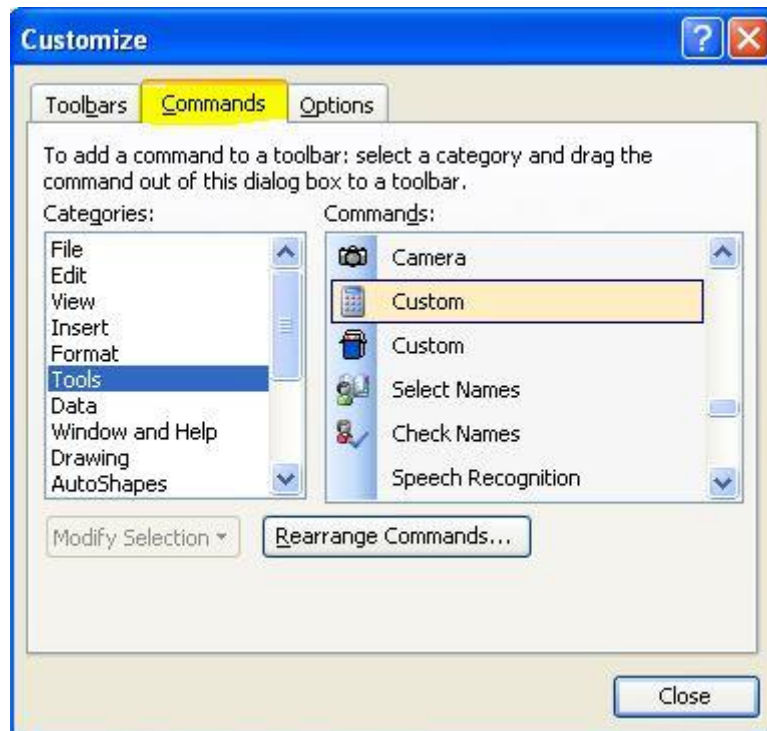 Customize
Toolbars Commands Options
To add a command to a toolbar: select a category and drag the
command out of this dialog box to a toolbar.
Categories:
File
Edit
View
Insert
Format
Tools
Data
Window and Help
Drawing
AutoShapes
Commands:
Camera
Custom
Custom
Select Names
Check Names
Speech Recognition
Modify Selection
Rearrange Commands...
Close